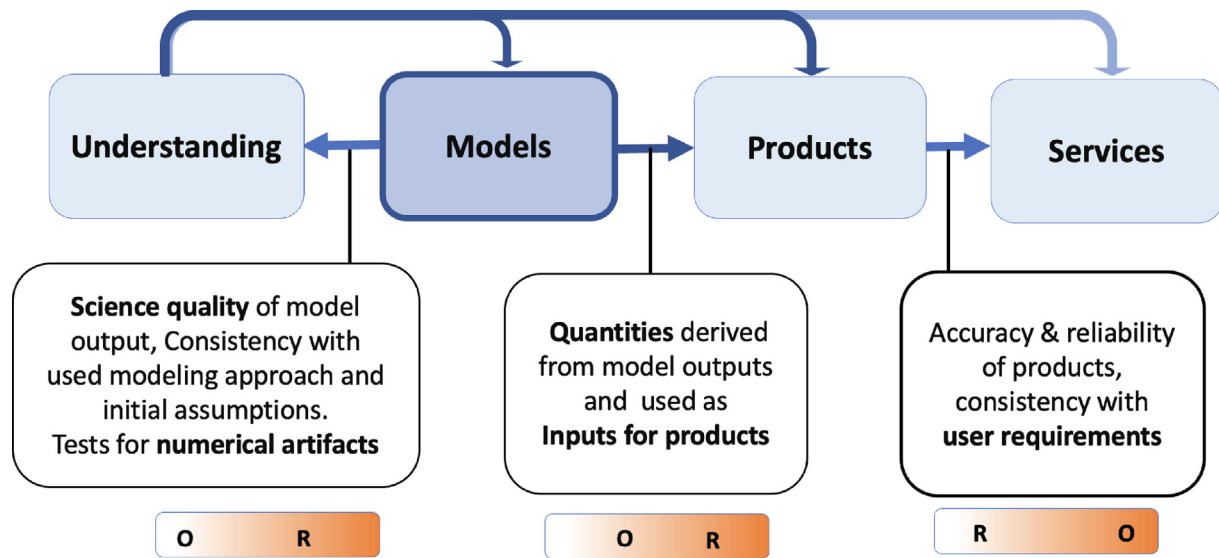 Understanding
Models
Products
Services
Science quality of model
output, Consistency with
used modeling approach and
initial assumptions.
Tests for numerical artifacts
Quantities derived
from model outputs
and used as
Inputs for products
Accuracy & reliability
of products,
consistency with
user requirements
O R
O R
R O